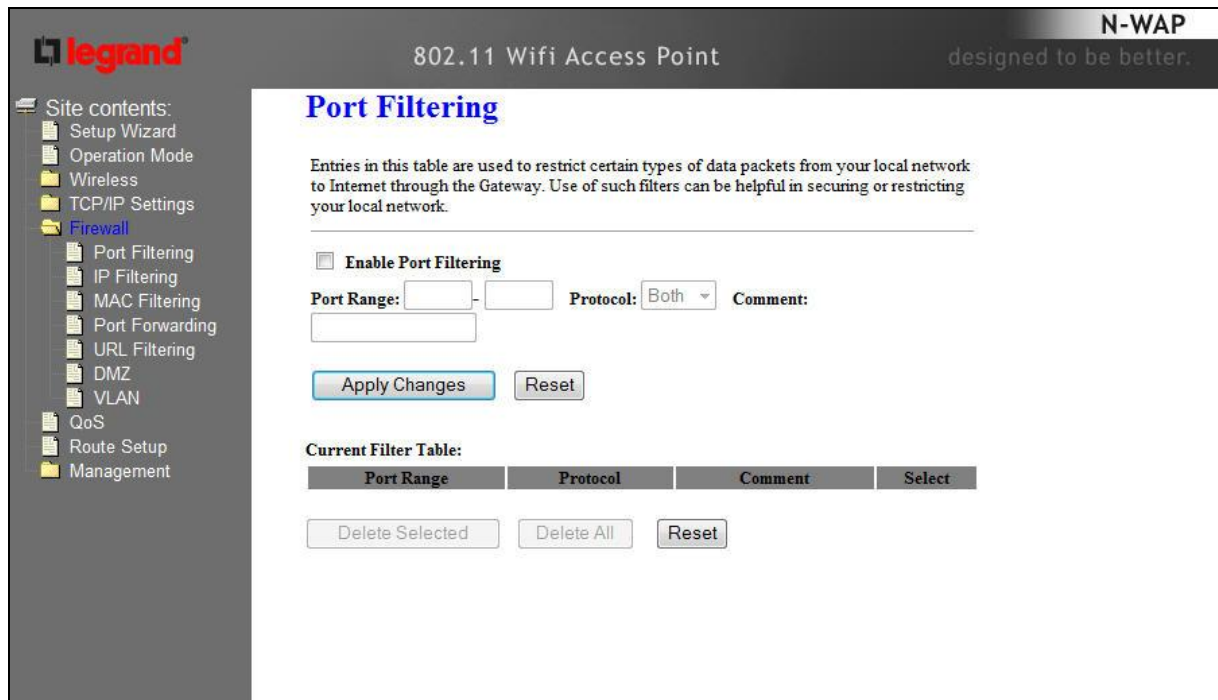 N-WAP
legrand
802.11 Wifi Access Point
designed to be better.
Site contents:
Setup Wizard
Operation Mode
Wireless
TCP/IP Settings
Firewall
Port Filtering
IP Filtering
MAC Filtering
Port Forwarding
URL Filtering
DMZ
VLAN
QoS
Route Setup
Management
Port Filtering
Entries in this table are used to restrict certain types of data packets from your local network
to Internet through the Gateway. Use of such filters can be helpful in securing or restricting
your local network.
Enable Port Filtering
Port Range: - Protocol: Both Comment:
Apply Changes Reset
Current Filter Table:
Port Range Protocol Comment Select
Delete Selected Delete All Reset